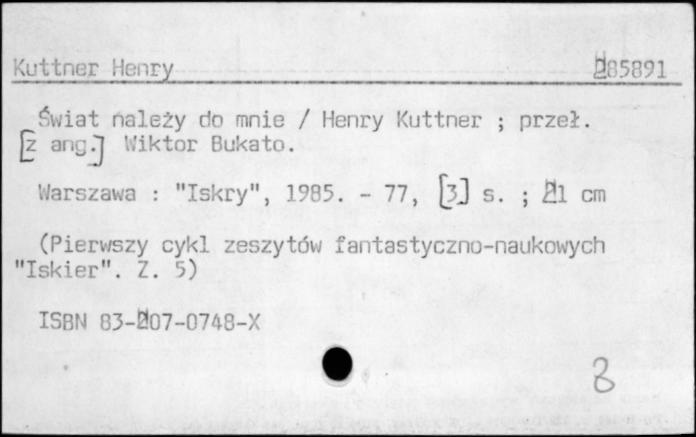 Kuttner Henry 285891
Świat należy do mnie / Henry Kuttner ; przeł.
[z ang.] Wiktor Bukato.
Warszawa : "Iskry", 1985. - 77, [3] s. ; 21 cm
(Pierwszy cykl zeszytów fantastyczno-naukowych
"Iskier". Z. 5)
ISBN 83-207-0748-X
8